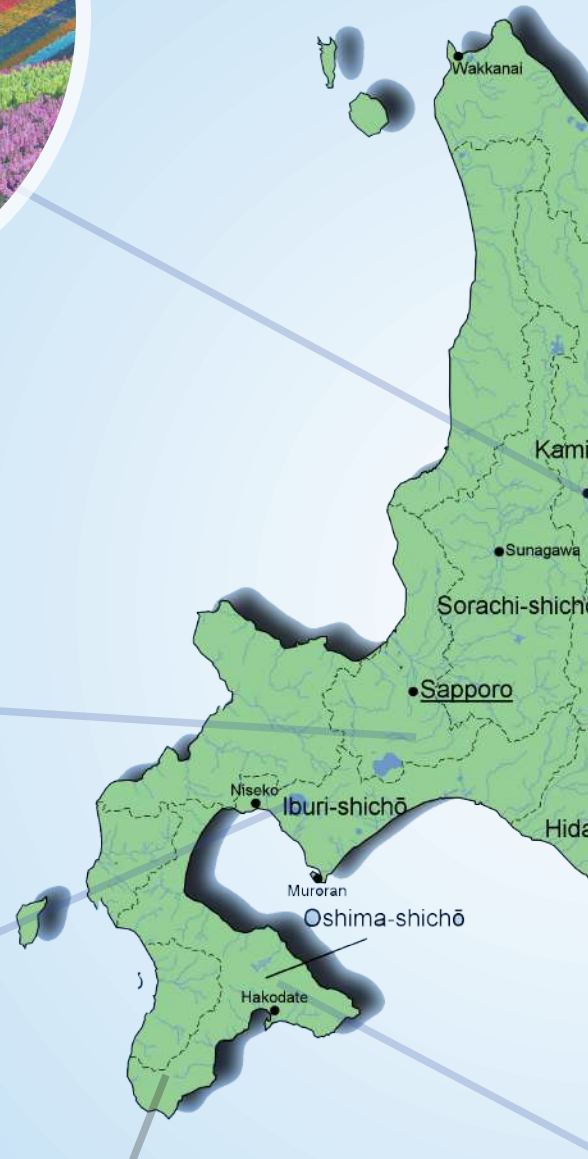 Wakkanai
Kami
Sunagawa
Sorachi-shichō
Sapporo
Niseko
Iburi-shichō
Hida
Muroran
Oshima-shichō
Hakodate